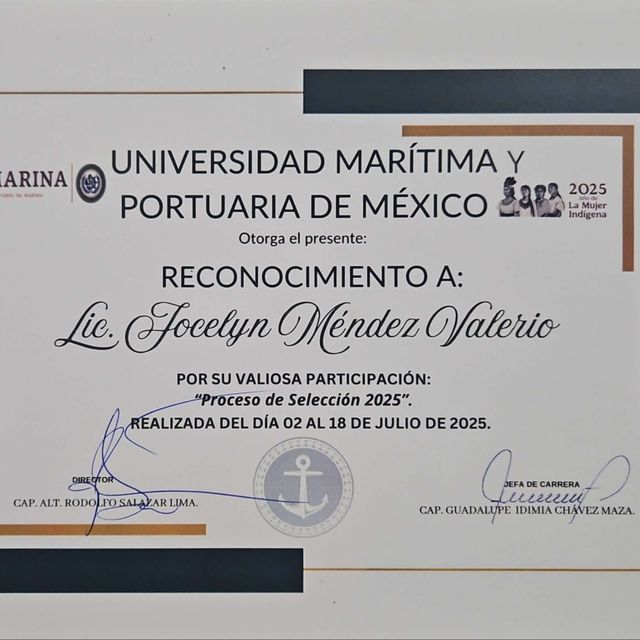 MARINA
UNIVERSIDAD MARÍTIMA Y
PORTUARIA DE MÉXICO
2025
Año de
La Mujer
Indígena
Otorga el presente:
RECONOCIMIENTO A:
Lic. Jocelyn Méndez Valerio
POR SU VALIOSA PARTICIPACIÓN:
“Proceso de Selección 2025”.
REALIZADA DEL DÍA 02 AL 18 DE JULIO DE 2025.
DIRECTOR
CAP. ALT. RODOLFO SALAZAR LIMA.
JEFA DE CARRERA
CAP. GUADALUPE IDIMIA CHÁVEZ MAZA.